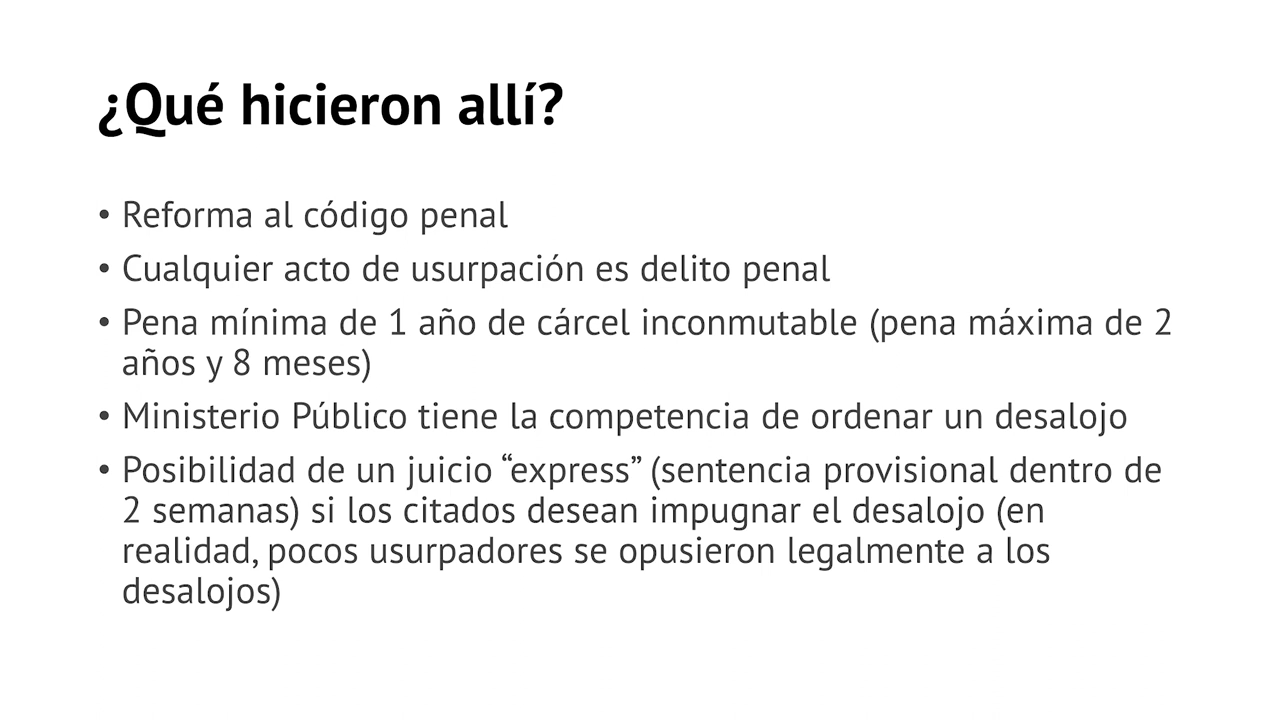 ¿Qué hicieron allí?
• Reforma al código penal
• Cualquier acto de usurpación es delito penal
• Pena mínima de 1 año de cárcel inconmutable (pena máxima de 2
años y 8 meses)
• Ministerio Público tiene la competencia de ordenar un desalojo
• Posibilidad de un juicio “express” (sentencia provisional dentro de
2 semanas) si los citados desean impugnar el desalojo (en
realidad, pocos usurpadores se opusieron legalmente a los
desalojos)